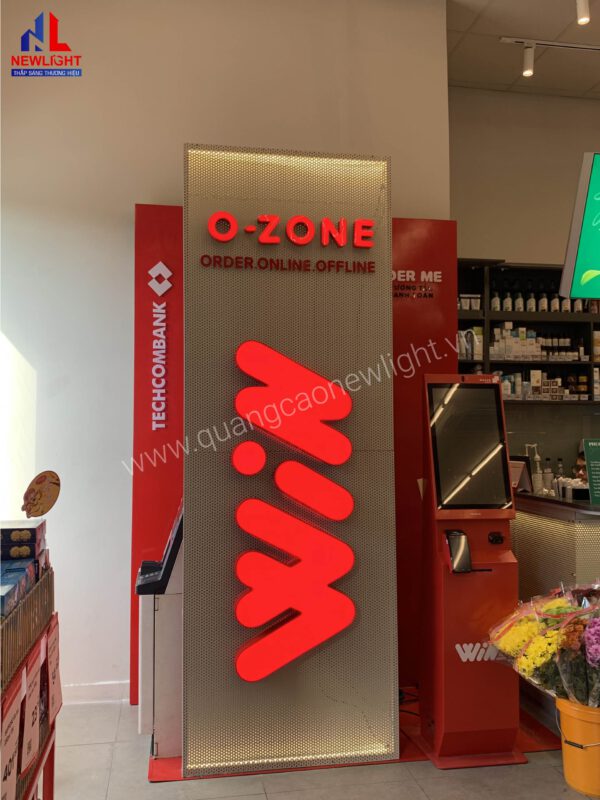 NEWLIGHT
THẮP SÁNG THƯƠNG HIỆU
O-ZONE
ORDER.ONLINE.OFFLINE
TECHCOMBANK
DER ME
www.quangcaonewlight.vn
WiN
WiN